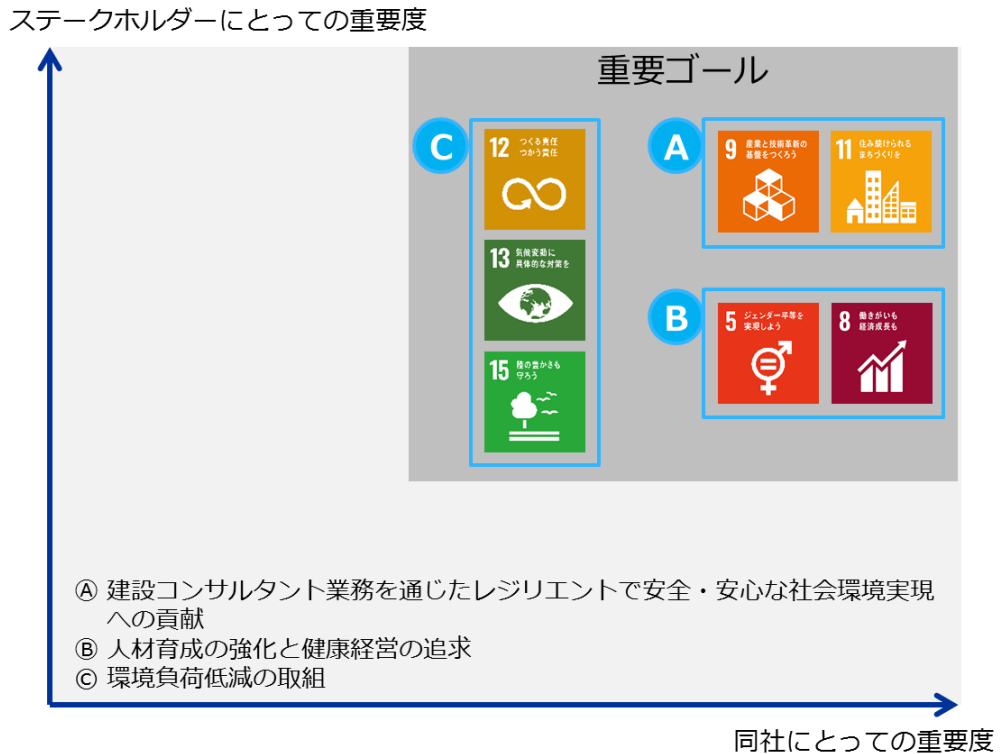 ステークホルダーにとっての重要度
重要ゴール
C
12 つくる責任
つかう責任
13 気候変動に
具体的な対策を
15 陸の豊かさも
守ろう
A
9 産業と技術革新の
基盤をつくろう
11 住み続けられる
まちづくりを
B
5 ジェンダー平等を
実現しよう
8 働きがいも
経済成長も
Ⓐ 建設コンサルタント業務を通じたレジリエントで安全・安心な社会環境実現
への貢献
Ⓑ 人材育成の強化と健康経営の追求
Ⓒ 環境負荷低減の取組
同社にとっての重要度